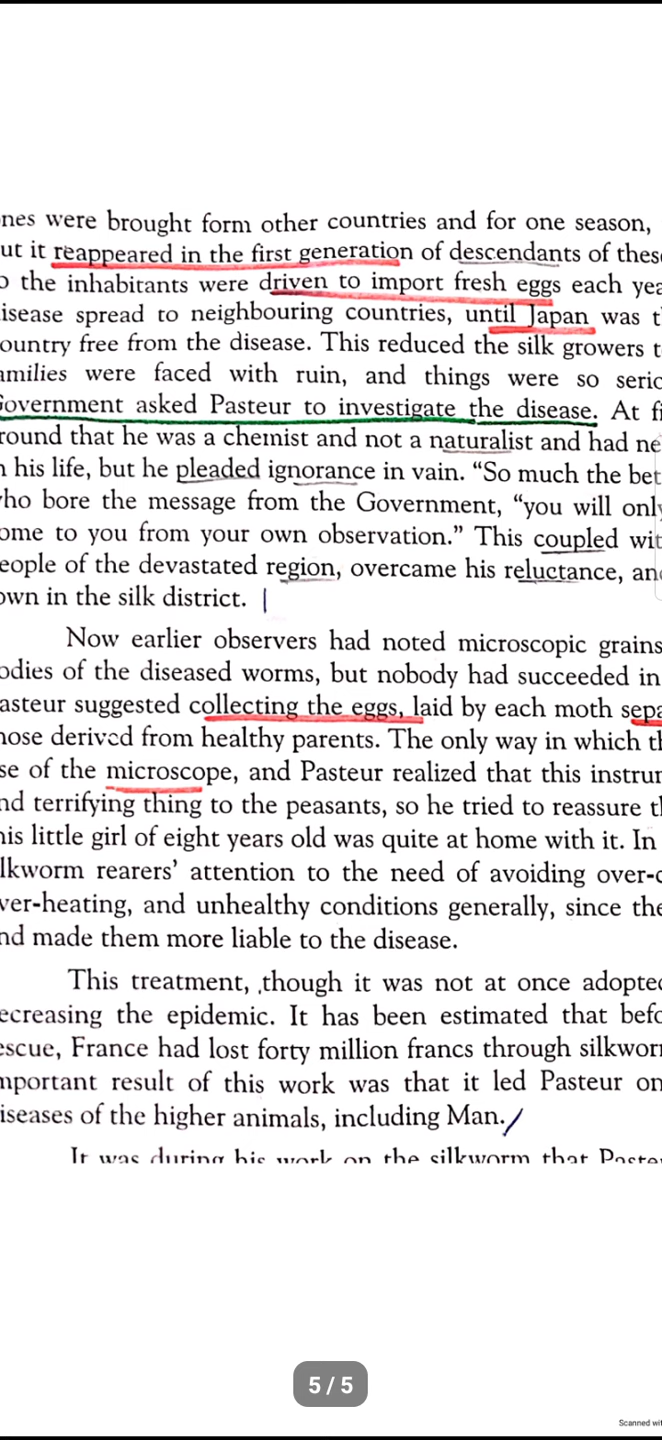 nes were brought form other countries and for one season,
ut it reappeared in the first generation of descendants of thes
o the inhabitants were driven to import fresh eggs each yea
isease spread to neighbouring countries, until Japan was t
ountry free from the disease. This reduced the silk growers t
amilies were faced with ruin, and things were so serio
Government asked Pasteur to investigate the disease. At fi
round that he was a chemist and not a naturalist and had ne
n his life, but he pleaded ignorance in vain. “So much the bet
who bore the message from the Government, “you will only
ome to you from your own observation.” This coupled wit
eople of the devastated region, overcame his reluctance, and
own in the silk district.
Now earlier observers had noted microscopic grains
odies of the diseased worms, but nobody had succeeded in
asteur suggested collecting the eggs, laid by each moth sepa
hose derived from healthy parents. The only way in which th
se of the microscope, and Pasteur realized that this instrum
nd terrifying thing to the peasants, so he tried to reassure th
his little girl of eight years old was quite at home with it. In
lkworm rearers’ attention to the need of avoiding over-c
ver-heating, and unhealthy conditions generally, since the
nd made them more liable to the disease.
This treatment, though it was not at once adopted
ecreasing the epidemic. It has been estimated that befo
escue, France had lost forty million francs through silkworm
mportant result of this work was that it led Pasteur on
iseases of the higher animals, including Man.
It was during his work on the silkworm that Paste
5 / 5
Scanned wit